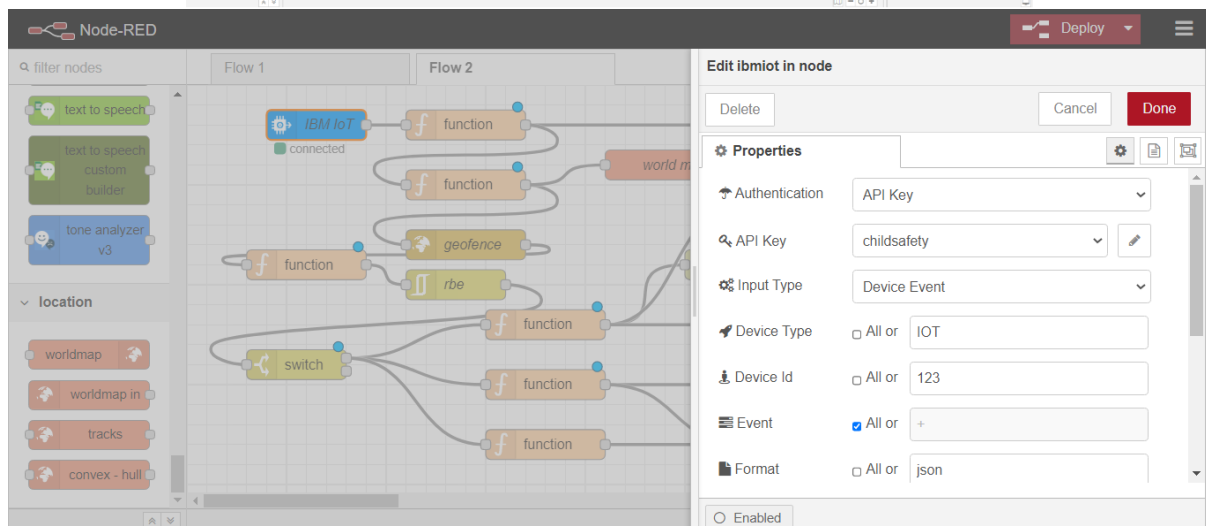 Node-RED
Deploy
filter nodes
Flow 1
Flow 2
Edit ibmiot in node
Delete
Cancel
Done
Properties
text to speech
text to speech
custom
builder
tone analyzer
v3
location
worldmap
worldmap in
tracks
convex - hull
IBM IoT
connected
function
function
world m
geofence
function
rbe
function
switch
function
function
Authentication
API Key
API Key
childsafety
Input Type
Device Event
Device Type
All or
IOT
Device Id
All or
123
Event
All or
+
Format
All or
json
Enabled